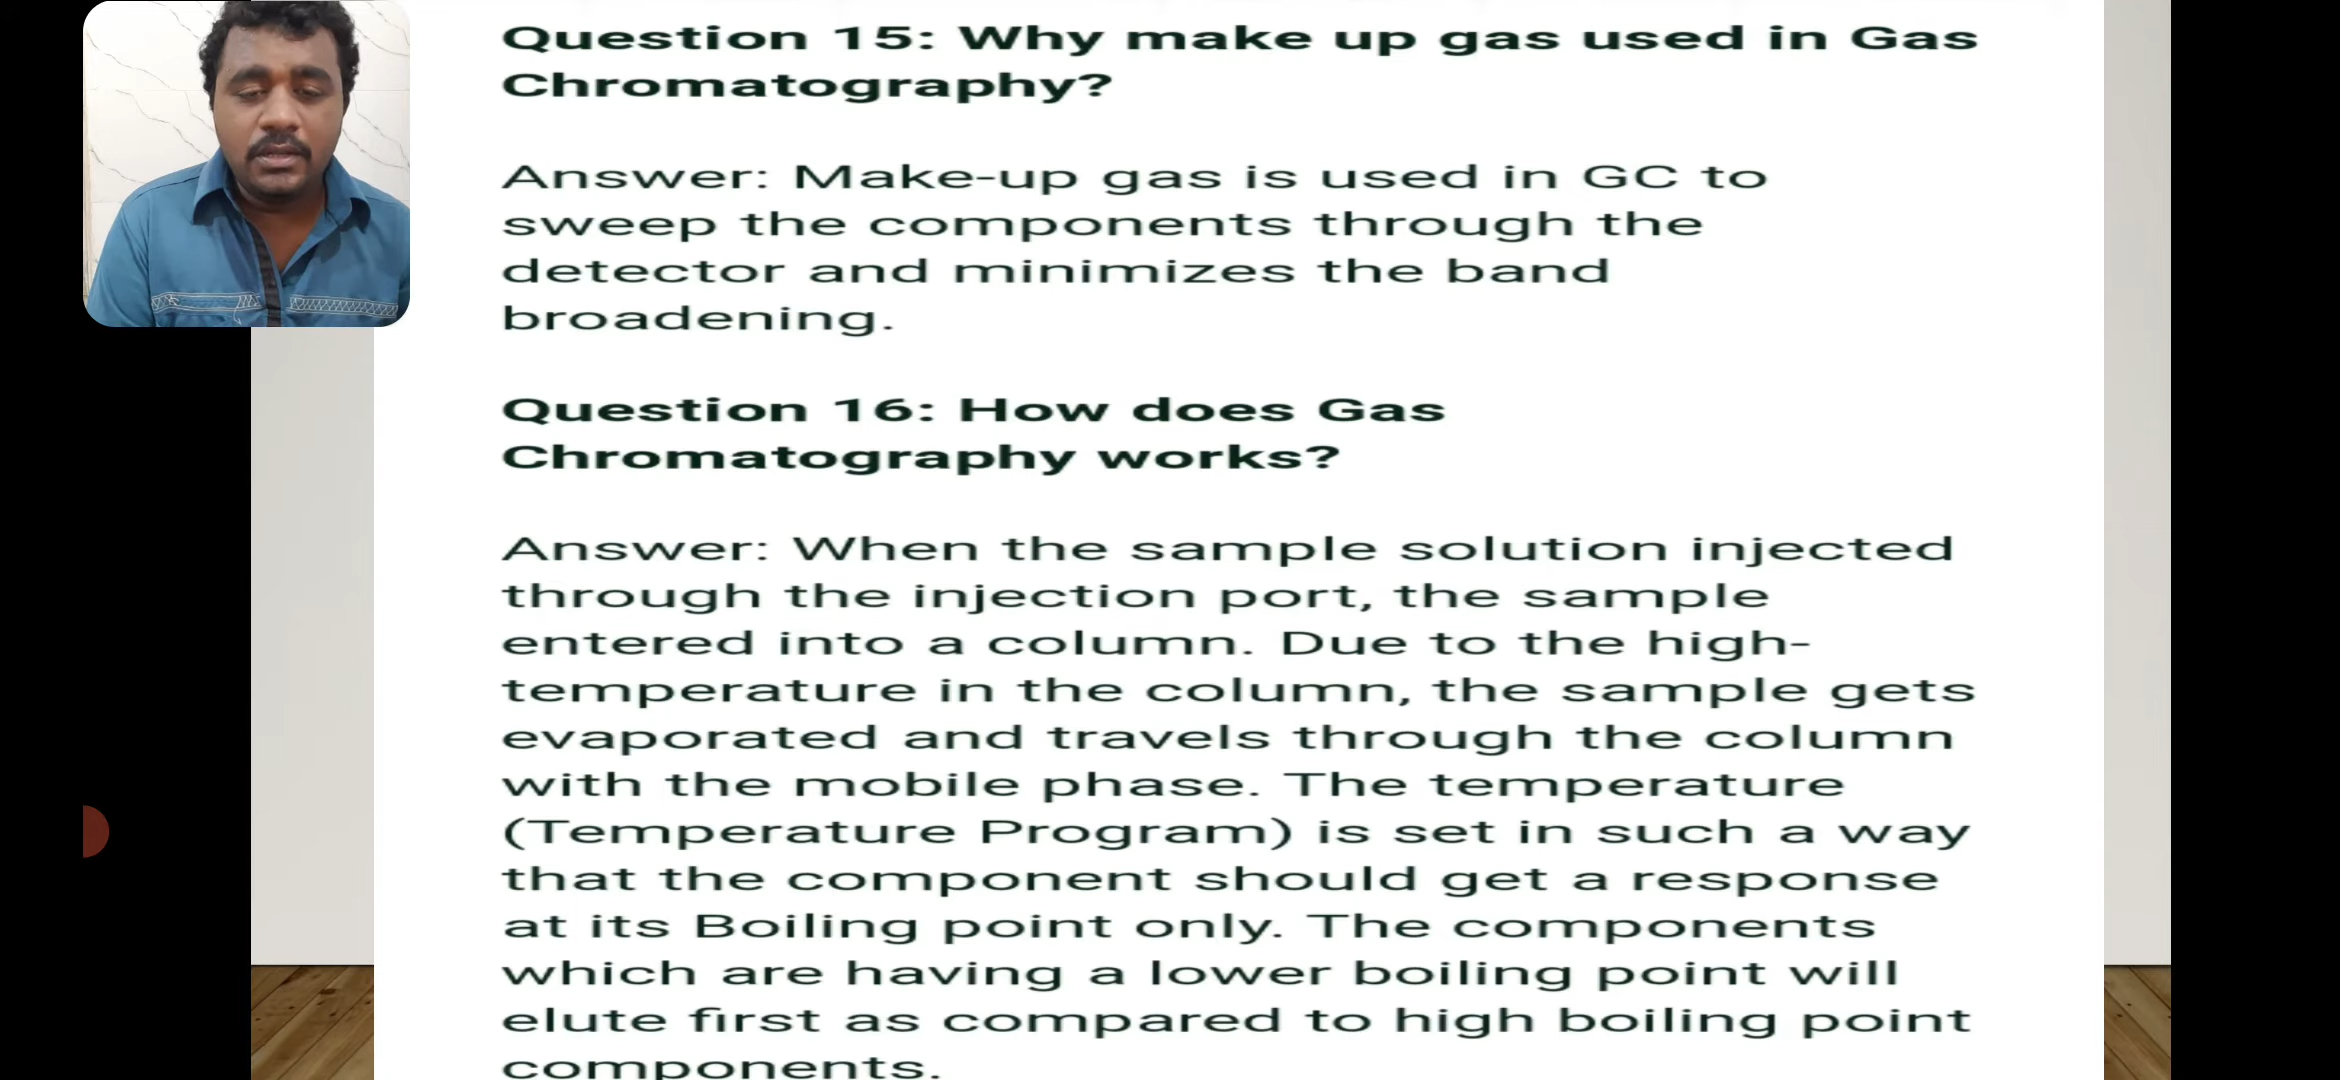 Question 15: Why make up gas used in Gas
Chromatography?
Answer: Make-up gas is used in GC to
sweep the components through the
detector and minimizes the band
broadening.
Question 16: How does Gas
Chromatography works?
Answer: When the sample solution injected
through the injection port, the sample
entered into a column. Due to the high-
temperature in the column, the sample gets
evaporated and travels through the column
with the mobile phase. The temperature
(Temperature Program) is set in such a way
that the component should get a response
at its Boiling point only. The components
which are having a lower boiling point will
elute first as compared to high boiling point
components.